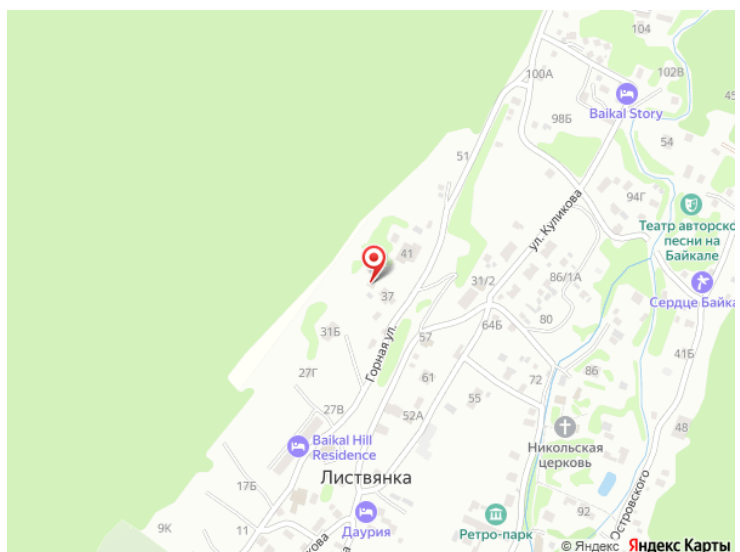 104
100А
102В
45
Baikal Story
98Б
54
51
94Г
ул. Куликова
Театр авторско
песни на
Байкале
41
86/1А
31/2
Сердце Байка
37
80
64Б
31Б
Горная ул.
57
41Б
27Г
61
72
86
55
27В
52А
48
Baikal Hill
Residence
Никольская
церковь
17Б
Листвянка
Островского
9К
11
Даурия
Ретро-парк
92
кова
а
© Яндекс Яндекс Карты